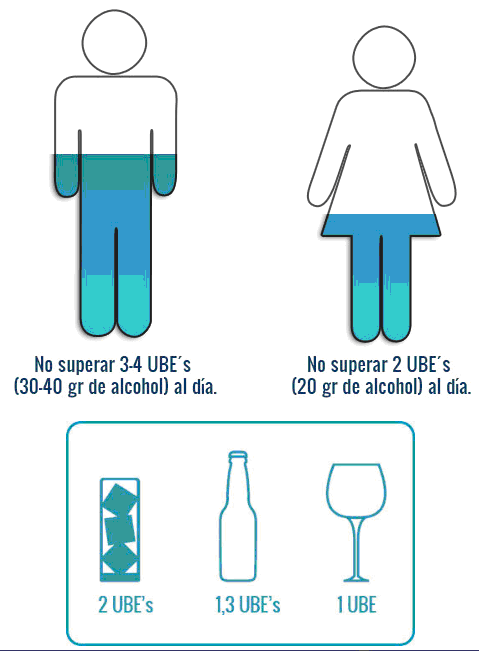 No superar 3-4 UBE´s
(30-40 gr de alcohol) al día.
No superar 2 UBE´s
(20 gr de alcohol) al día.
2 UBE's
1,3 UBE's
1 UBE